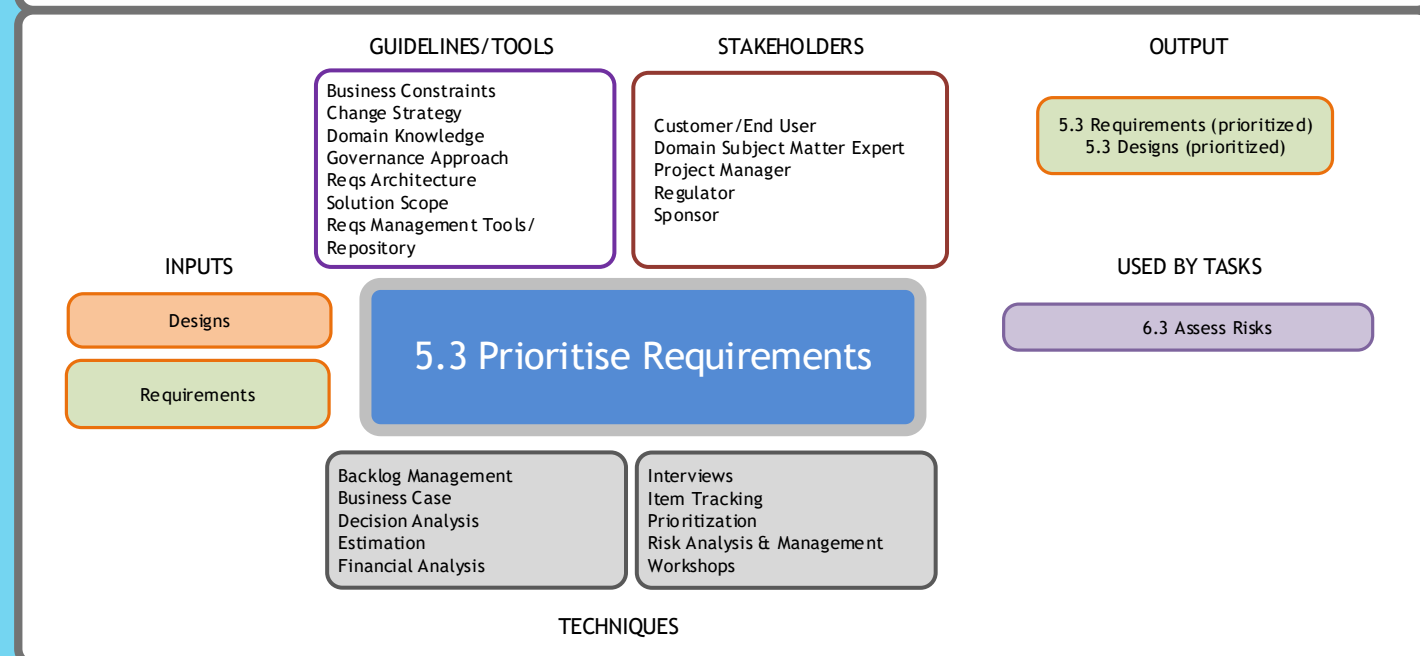 GUIDELINES/TOOLS
Business Constraints
Change Strategy
Domain Knowledge
Governance Approach
Reqs Architecture
Solution Scope
Reqs Management Tools/
Repository
STAKEHOLDERS
Customer/End User
Domain Subject Matter Expert
Project Manager
Regulator
Sponsor
OUTPUT
5.3 Requirements (prioritized)
5.3 Designs (prioritized)
INPUTS
Designs
Requirements
5.3 Prioritise Requirements
USED BY TASKS
6.3 Assess Risks
Backlog Management
Business Case
Decision Analysis
Estimation
Financial Analysis
Interviews
Item Tracking
Prioritization
Risk Analysis & Management
Workshops
TECHNIQUES